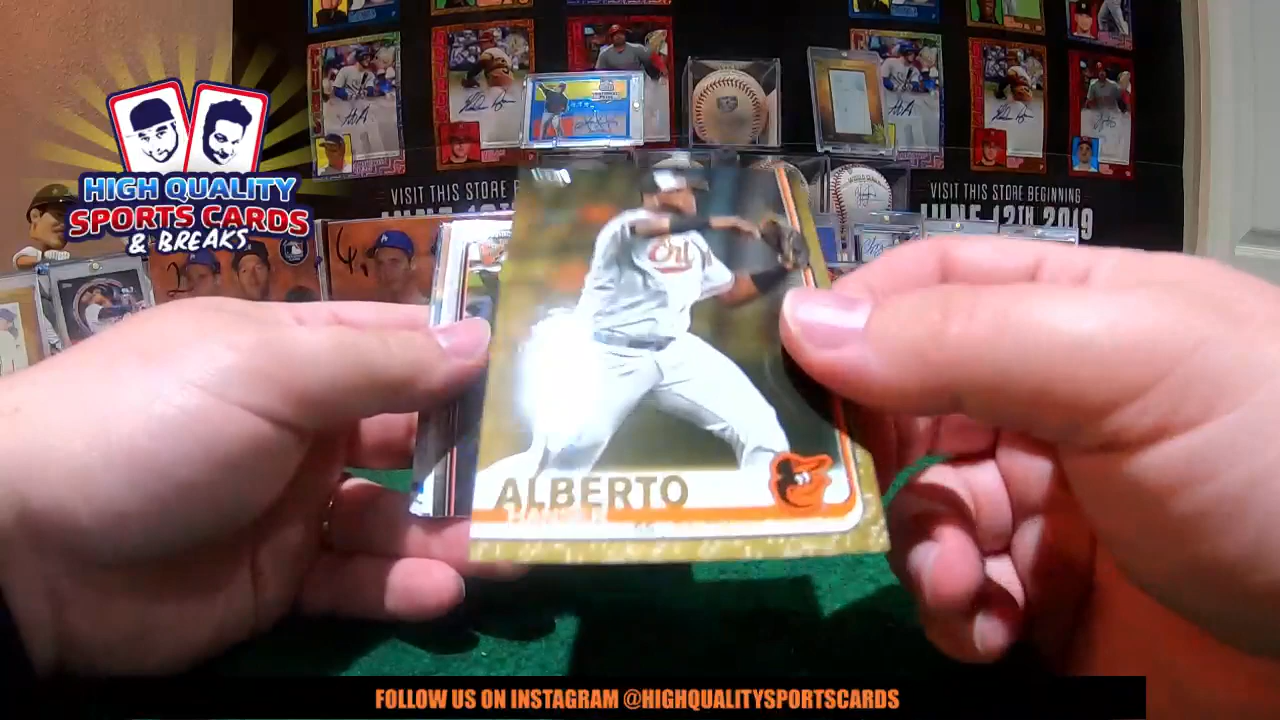 HIGH QUALITY
SPORTS CARDS
& BREAKS
VISIT THIS STORE B
VISIT THIS STORE BEGINNING
JUNE 12TH 2019
ALBERTO
FOLLOW US ON INSTAGRAM @HIGHQUALITYSPORTSCARDS